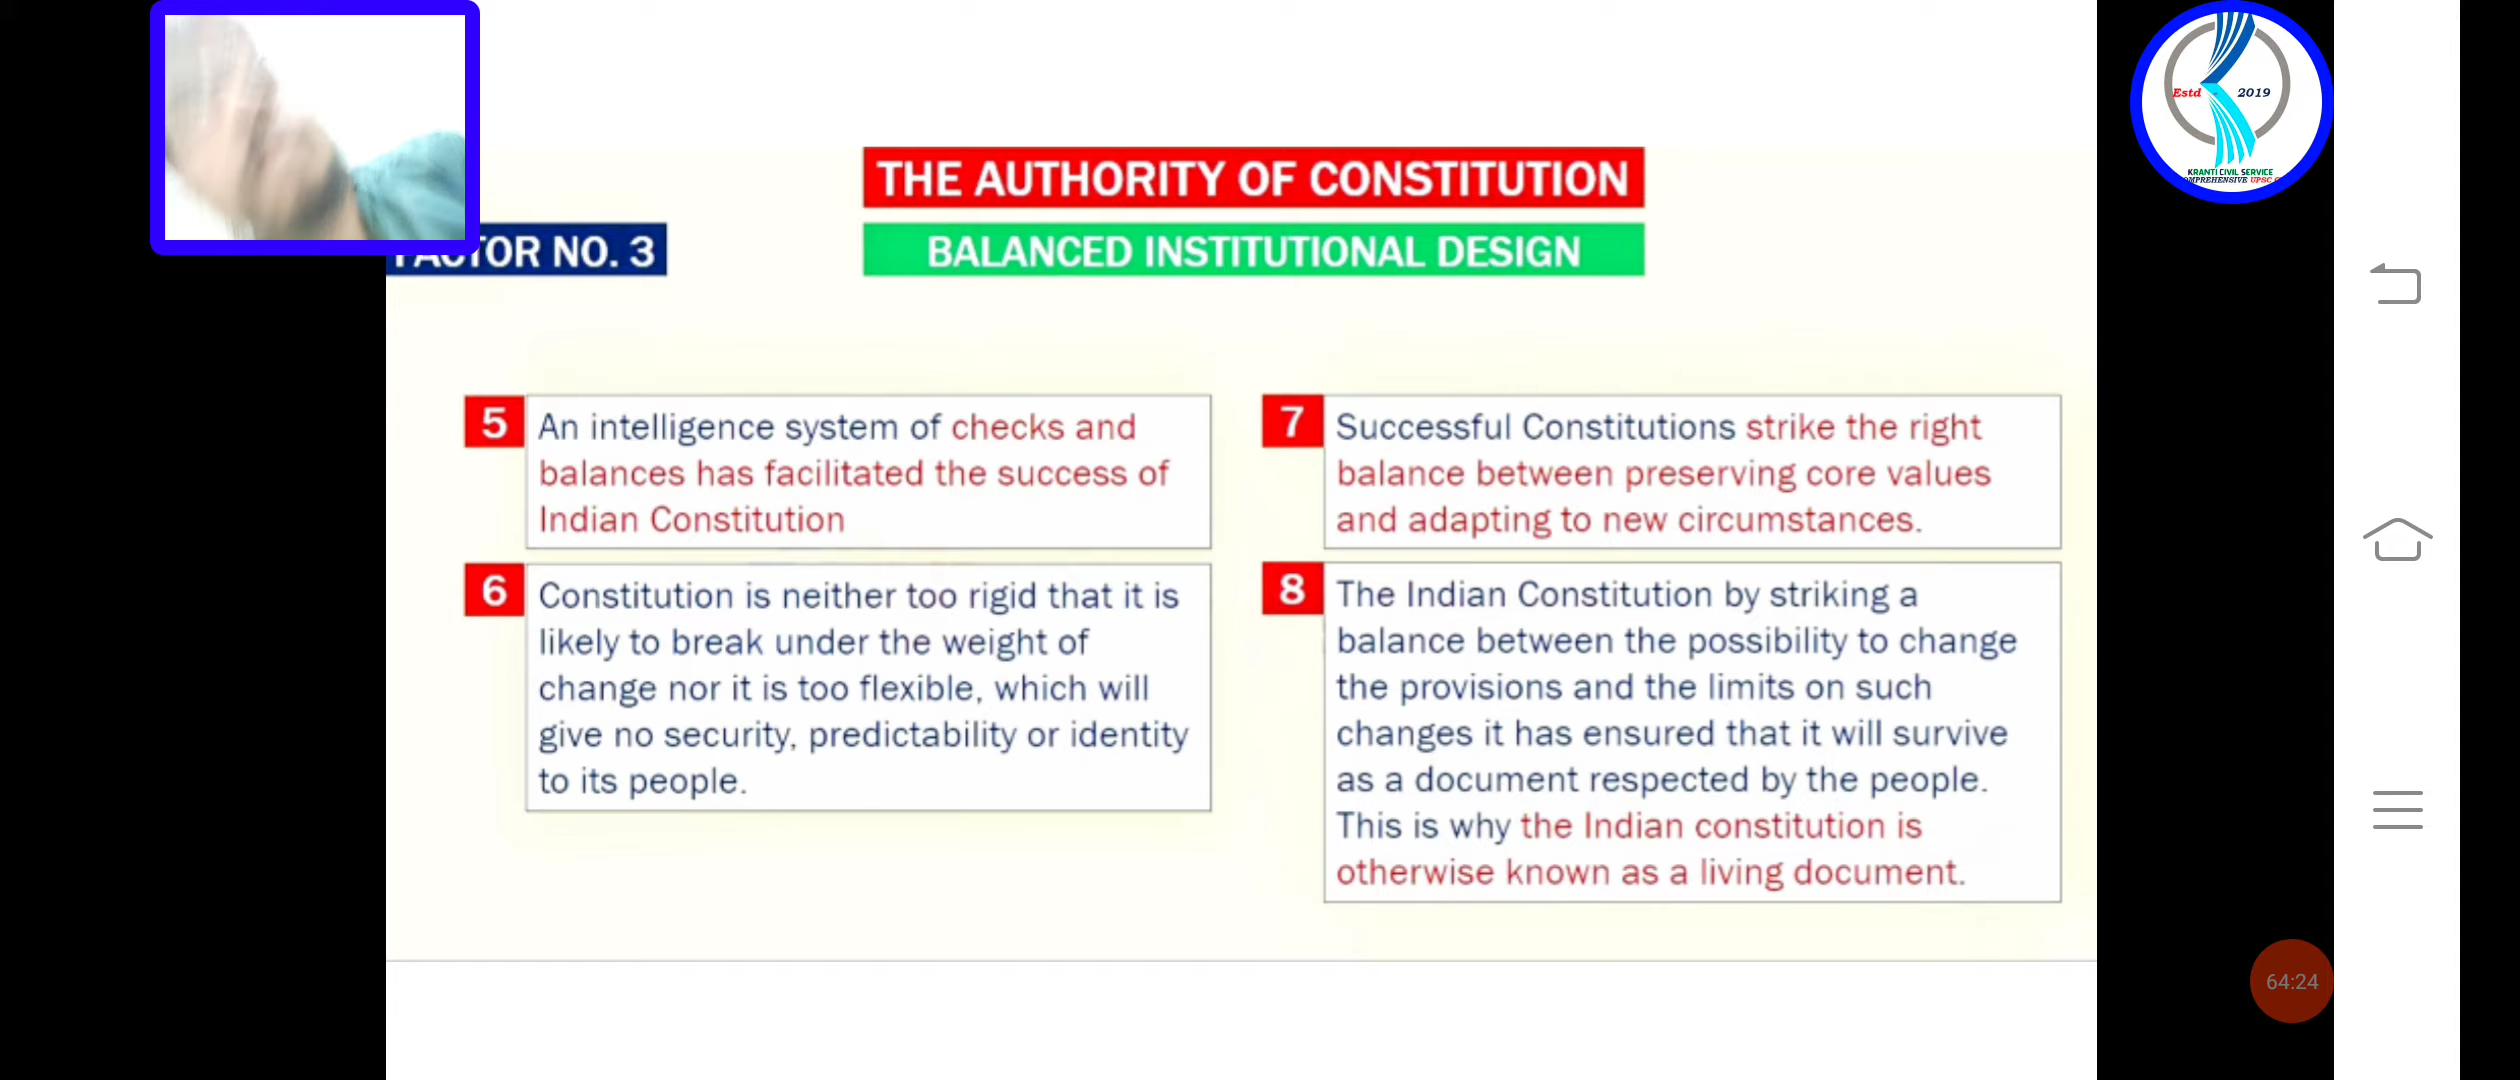 THE AUTHORITY OF CONSTITUTION
FACTOR NO. 3
BALANCED INSTITUTIONAL DESIGN
5
An intelligence system of checks and
balances has facilitated the success of
Indian Constitution
6
Constitution is neither too rigid that it is
likely to break under the weight of
change nor it is too flexible, which will
give no security, predictability or identity
to its people.
7
Successful Constitutions strike the right
balance between preserving core values
and adapting to new circumstances.
8
The Indian Constitution by striking a
balance between the possibility to change
the provisions and the limits on such
changes it has ensured that it will survive
as a document respected by the people.
This is why the Indian constitution is
otherwise known as a living document.
Estd - 2019
KRANTI CIVIL SERVICE
OMPREHENSIVE UPSC C
64:24